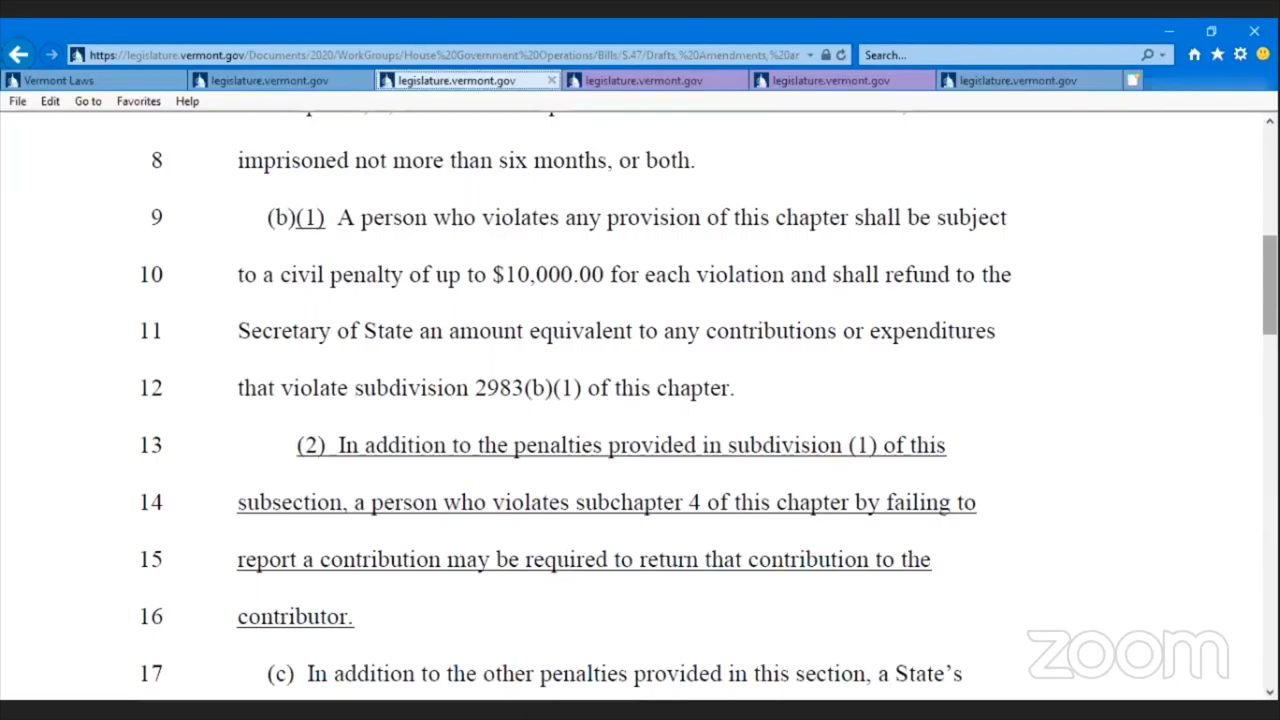 https://legislature.vermont.gov/Documents/2020/WorkGroups/House%20Government%20Operations/Bills/S.47/Drafts,%20Amendments,%20ar
Search...
Vermont Laws legislature.vermont.gov legislature.vermont.gov legislature.vermont.gov legislature.vermont.gov legislature.vermont.gov
File Edit Go to Favorites Help
8 imprisoned not more than six months, or both.
9 (b)(1) A person who violates any provision of this chapter shall be subject
10 to a civil penalty of up to $10,000.00 for each violation and shall refund to the
11 Secretary of State an amount equivalent to any contributions or expenditures
12 that violate subdivision 2983(b)(1) of this chapter.
13 (2) In addition to the penalties provided in subdivision (1) of this
14 subsection, a person who violates subchapter 4 of this chapter by failing to
15 report a contribution may be required to return that contribution to the
16 contributor.
17 (c) In addition to the other penalties provided in this section, a State's
zoom